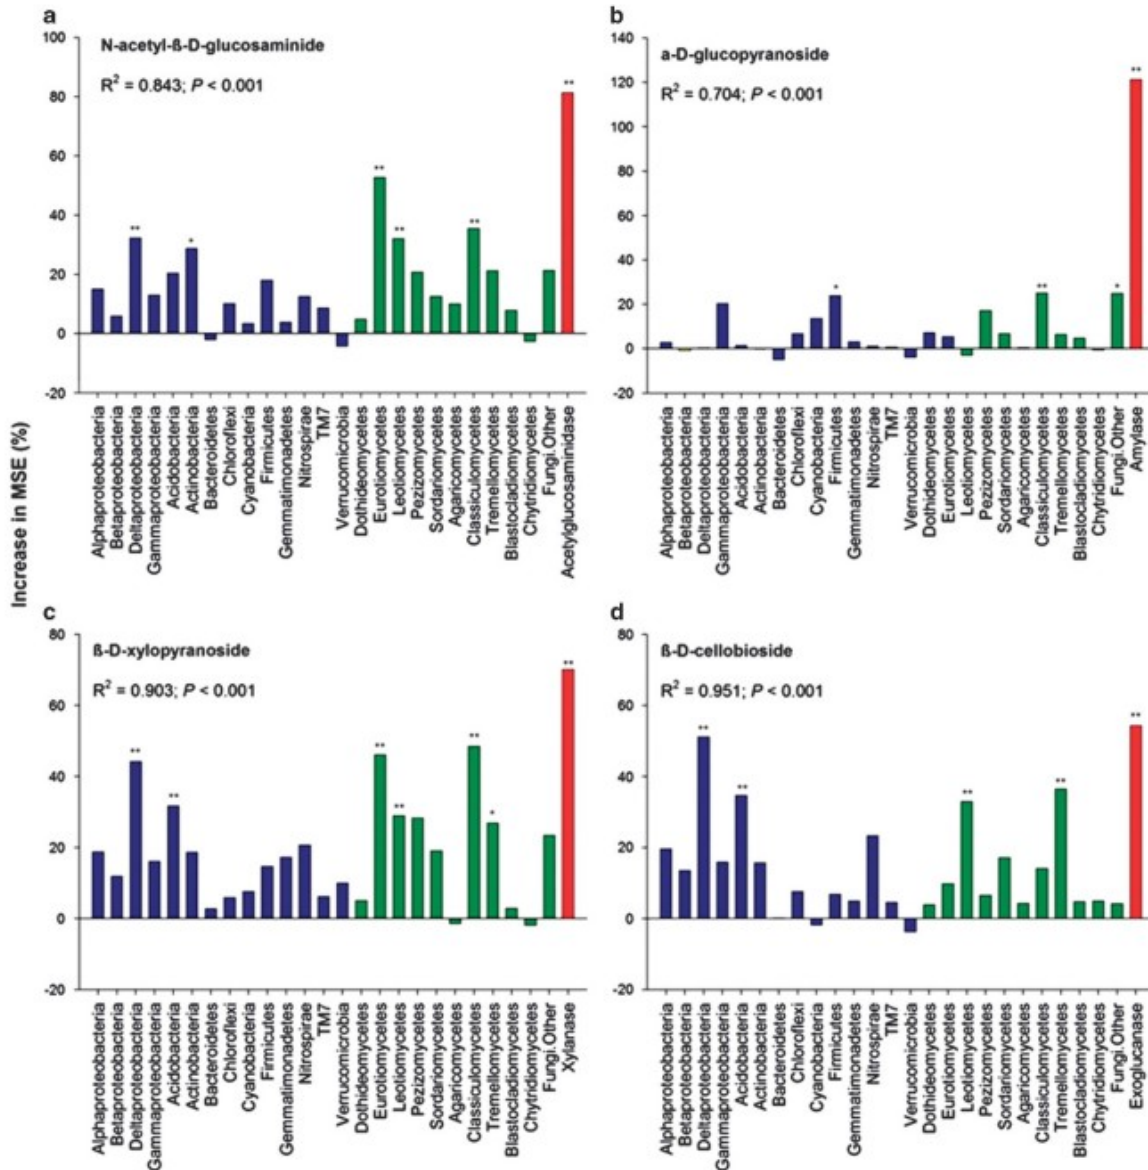 a
N-acetyl-ß-D-glucosaminide
R² = 0.843; P < 0.001
100
80
60
40
20
0
-20
**
*
**
**
**
**
Alphaproteobacteria
Betaproteobacteria
Deltaproteobacteria
Gammaproteobacteria
Acidobacteria
Actinobacteria
Bacteroidetes
Chloroflexi
Cyanobacteria
Firmicutes
Gemmatimonadetes
Nitrospirae
TM7
Verrucomicrobia
Dothideomycetes
Eurotiomycetes
Leotiomycetes
Pezizomycetes
Sordariomycetes
Agaricomycetes
Classiculomycetes
Tremellomycetes
Blastocladiomycetes
Chytridiomycetes
Fungi.Other
Acetylglucosaminidase
b
a-D-glucopyranoside
R² = 0.704; P < 0.001
140
120
100
80
60
40
20
0
-20
*
**
*
**
Alphaproteobacteria
Betaproteobacteria
Deltaproteobacteria
Gammaproteobacteria
Acidobacteria
Actinobacteria
Bacteroidetes
Chloroflexi
Cyanobacteria
Firmicutes
Gemmatimonadetes
Nitrospirae
TM7
Verrucomicrobia
Dothideomycetes
Eurotiomycetes
Leotiomycetes
Pezizomycetes
Sordariomycetes
Agaricomycetes
Classiculomycetes
Tremellomycetes
Blastocladiomycetes
Chytridiomycetes
Fungi.Other
Amylase
Increase in MSE (%)
c
ß-D-xylopyranoside
R² = 0.903; P < 0.001
80
60
40
20
0
-20
**
**
**
**
**
*
**
Alphaproteobacteria
Betaproteobacteria
Deltaproteobacteria
Gammaproteobacteria
Acidobacteria
Actinobacteria
Bacteroidetes
Chloroflexi
Cyanobacteria
Firmicutes
Gemmatimonadetes
Nitrospirae
TM7
Verrucomicrobia
Dothideomycetes
Eurotiomycetes
Leotiomycetes
Pezizomycetes
Sordariomycetes
Agaricomycetes
Classiculomycetes
Tremellomycetes
Blastocladiomycetes
Chytridiomycetes
Fungi.Other
Xylanase
d
ß-D-cellobioside
R² = 0.951; P < 0.001
80
60
40
20
0
-20
**
**
**
**
**
Alphaproteobacteria
Betaproteobacteria
Deltaproteobacteria
Gammaproteobacteria
Acidobacteria
Actinobacteria
Bacteroidetes
Chloroflexi
Cyanobacteria
Firmicutes
Gemmatimonadetes
Nitrospirae
TM7
Verrucomicrobia
Dothideomycetes
Eurotiomycetes
Leotiomycetes
Pezizomycetes
Sordariomycetes
Agaricomycetes
Classiculomycetes
Tremellomycetes
Blastocladiomycetes
Chytridiomycetes
Fungi.Other
Exoglucanase